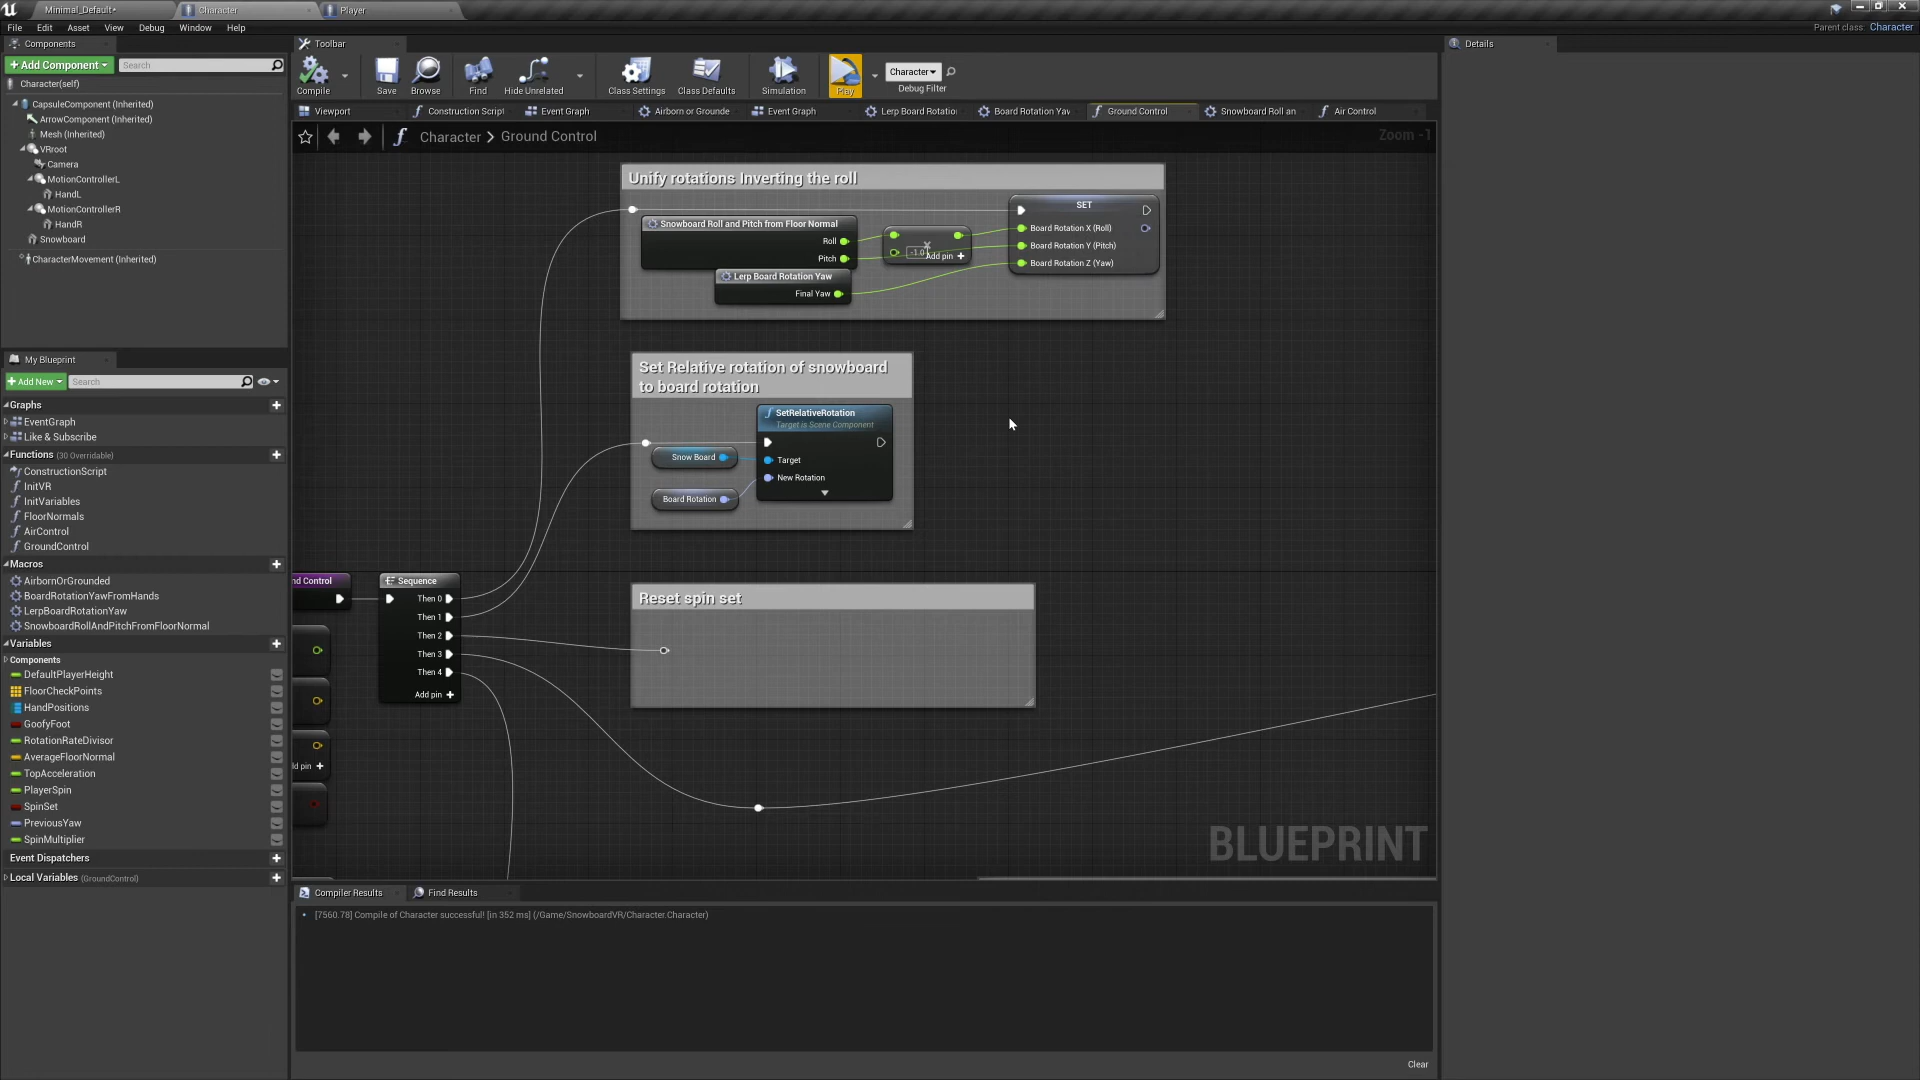 Minimal_Default*
Character
Player
File Edit Asset View Debug Window Help
Parent class: Character
Components
Toolbar
Details
Add Component
Search
Character(self)
CapsuleComponent (Inherited)
ArrowComponent (Inherited)
Mesh (Inherited)
VRroot
Camera
MotionControllerL
HandL
MotionControllerR
HandR
Snowboard
CharacterMovement (Inherited)
Compile
Save
Browse
Find
Hide Unrelated
Class Settings
Class Defaults
Simulation
Play
Character
Debug Filter
Viewport
Construction Script
Event Graph
Airborn or Grounde
Event Graph
Lerp Board Rotatio
Board Rotation Yaw
Ground Control
Snowboard Roll an
Air Control
Character > Ground Control
Zoom -1
Unify rotations Inverting the roll
Snowboard Roll and Pitch from Floor Normal
Roll
Pitch
-1.0
Add pin +
Lerp Board Rotation Yaw
Final Yaw
SET
Board Rotation X (Roll)
Board Rotation Y (Pitch)
Board Rotation Z (Yaw)
Set Relative rotation of snowboard
to board rotation
SetRelativeRotation
Target is Scene Component
Snow Board
Target
New Rotation
Board Rotation
nd Control
Sequence
Then 0
Then 1
Then 2
Then 3
Then 4
Add pin +
dd pin +
Reset spin set
BLUEPRINT
My Blueprint
Add New
Search
Graphs
EventGraph
Like & Subscribe
Functions (30 Overridable)
ConstructionScript
InitVR
InitVariables
FloorNormals
AirControl
GroundControl
Macros
AirbornOrGrounded
BoardRotationYawFromHands
LerpBoardRotationYaw
SnowboardRollAndPitchFromFloorNormal
Variables
Components
DefaultPlayerHeight
FloorCheckPoints
HandPositions
GoofyFoot
RotationRateDivisor
AverageFloorNormal
TopAcceleration
PlayerSpin
SpinSet
PreviousYaw
SpinMultiplier
Event Dispatchers
Local Variables (GroundControl)
Compiler Results
Find Results
[7560.78] Compile of Character successful! [in 352 ms] (/Game/SnowboardVR/Character.Character)
Clear